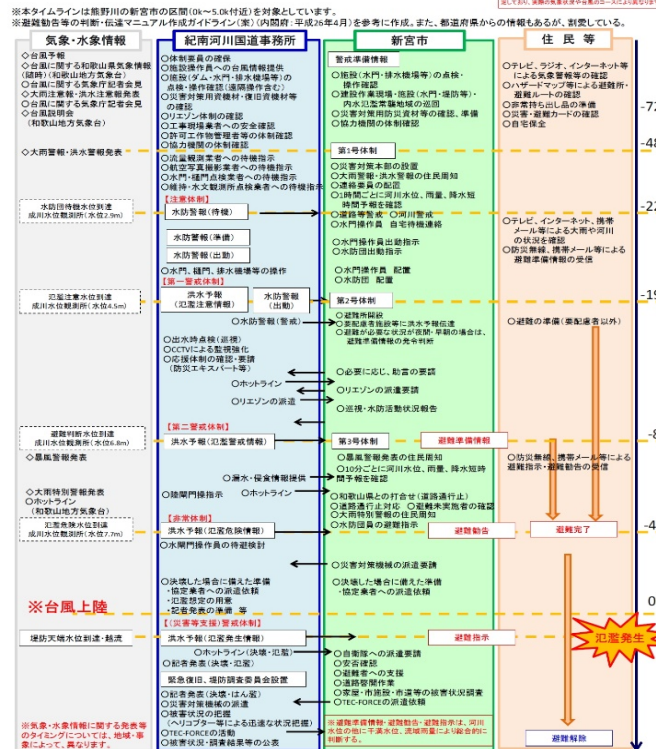 ※本タイムラインは熊野川の新宮市の区間(0k~5.0k付近)を対象としています。
※避難勧告等の判断・伝達マニュアル作成ガイドライン(案)(内閣府:平成26年4月)を参考に作成。また、都道府県からの情報もあるが、割愛している。
気象・水象情報
◇台風予報
◇台風に関する和歌山県気象情報
(随時)(和歌山地方気象台)
◇台風に関する気象庁記者会見
◇大雨注意報・洪水注意報発表
◇台風に関する気象庁記者会見
◇台風説明会
(和歌山地方気象台)
◇大雨警報・洪水警報発表
水防団待機水位到達
成川水位観測所(水位2.9m)
氾濫注意水位到達
成川水位観測所(水位4.5m)
避難判断水位到達
成川水位観測所(水位6.8m)
◇暴風警報発表
◇大雨特別警報発表
○ホットライン
(和歌山地方気象台)
氾濫危険水位到達
成川水位観測所(水位7.7m)
※台風上陸
堤防天端水位到達・越流
※気象・水象情報に関する発表等
のタイミングについては、地域・事
象によって、異なります。
紀南河川国道事務所
○体制要員の確保
○施設操作員への台風情報提供
○施設(ダム・水門・排水機場等)の
点検・操作確認(遠隔操作含む)
○災害対策用資機材・復旧資機材等
の確認
○リエゾン体制の確認
○工事現場業者への安全確認
○許可工作物管理者等の体制確認
○協力機関の体制確認
○流量観測業者への待機指示
○航空写真撮影業者への待機指示
○水門・樋門点検業者への待機指示
○維持・水文観測所点検業者への待機指示
【注意体制】
水防警報(待機)
水防警報(準備)
水防警報(出動)
○水門、樋門、排水機場等の操作
【第一警戒体制】
洪水予報
(氾濫注意情報)
水防警報
(出動)
○水防警報(警戒)
○出水時点検(巡視)
○CCTVによる監視強化
○応援体制の確認・要請
(防災エキスパート等)
○ホットライン
○リエゾンの派遣
【第二警戒体制】
洪水予報(氾濫警戒情報)
○漏水・侵食情報提供
○陸閘門操指示
○ホットライン
【非常体制】
洪水予報(氾濫危険情報)
○水閘門操作員の待避検討
○決壊した場合に備えた準備
・協定業者への派遣依頼
・氾濫想定の用意
・記者発表の準備 等
【(災害等支援)警戒体制】
洪水予報(氾濫発生情報)
○ホットライン(決壊・氾濫)
○記者発表(決壊・氾濫)
緊急復旧、堤防調査委員会設置
○記者発表(決壊・はん濫)
○災害対策機械の派遣
○被害状況の把握
(ヘリコプター等による迅速な状況把握)
○TEC-FORCEの活動
○被害状況・調査結果等の公表
新宮市
警戒準備情報
○施設(水門・排水機場等)の点検・
操作確認
○建設作業現場・施設(水門・堤防等)・
内水氾濫常襲地域の巡回
○災害対策用防災資材等の確認、準備
○協力機関の体制確認
第1号体制
○災害対策本部の設置
○大雨警報・洪水警報の住民周知
○連絡要員の配置
○1時間ごとに河川水位、雨量、降水短
時間予報を確認
○道路等警戒 ○河川警戒
○水門操作員 自宅待機連絡
○水門操作員出動指示
○水防団出動指示
○水門操作員 配置
○水防団 配置
第2号体制
○避難所開設
○要配慮者施設等に洪水予報伝達
○避難が必要な状況が夜間・早朝の場合は、
避難準備情報の発令判断
○必要に応じ、助言の要請
○リエゾンの派遣要請
○巡視・水防活動状況報告
第3号体制
避難準備情報
○暴風警報発表の住民周知
○10分ごとに河川水位、雨量、降水短時
間予報を確認
○和歌山県との打合せ(道路通行止)
○道路通行止対応 ○避難未実施者の確認
○大雨特別警報の住民周知
○水防団員の避難指示
避難勧告
○災害対策機械の派遣要請
○決壊した場合に備えた準備
・協定業者への派遣依頼
避難指示
○自衛隊への派遣要請
○安否確認
○避難者への支援
○道路啓開作業
○家屋・市施設・市道等の被害状況調査
○TEC-FORCEの派遣依頼
※避難準備情報・避難勧告・避難指示は、河川
水位の他に干満水位、流域雨量により総合的に
判断する。
住民等
○テレビ、ラジオ、インターネット等
による気象警報等の確認
○ハザードマップ等による避難所・
避難ルートの確認
○非常持ち出し品の準備
○災害・避難カードの確認
○自宅保全
○テレビ、インターネット、携帯
メール等による大雨や河川
の状況を確認
○防災無線、携帯メール等による
避難準備情報の受信
○避難の準備(要配慮者以外)
○防災無線、携帯メール等による
避難指示・避難勧告の受信
避難完了
氾濫発生
避難解除
-72
-48
-22
-15
-8
-4
0